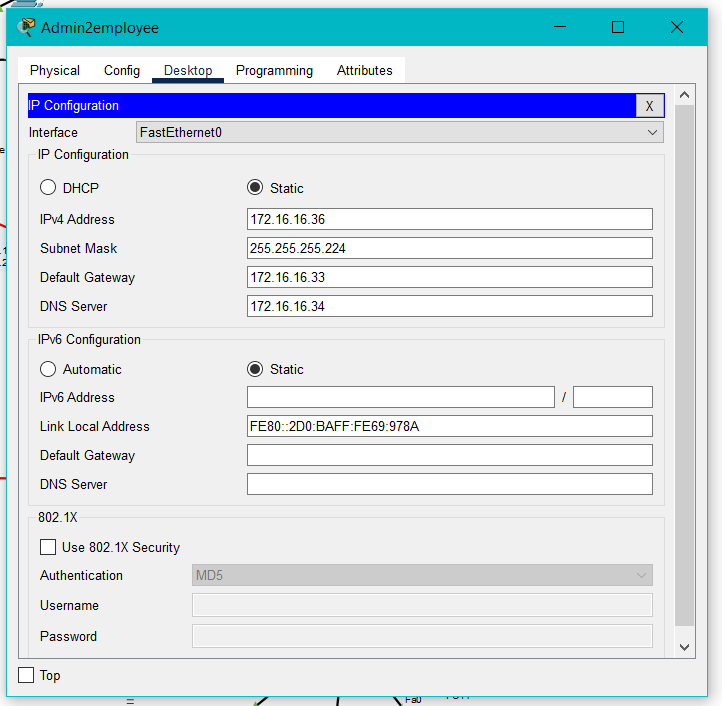 Admin2employee
Physical Config Desktop Programming Attributes
IP Configuration X
Interface FastEthernet0
IP Configuration
DHCP Static
IPv4 Address 172.16.16.36
Subnet Mask 255.255.255.224
Default Gateway 172.16.16.33
DNS Server 172.16.16.34
IPv6 Configuration
Automatic Static
IPv6 Address /
Link Local Address FE80::2D0:BAFF:FE69:978A
Default Gateway
DNS Server
802.1X
Use 802.1X Security
Authentication MD5
Username
Password
Top
Fa0